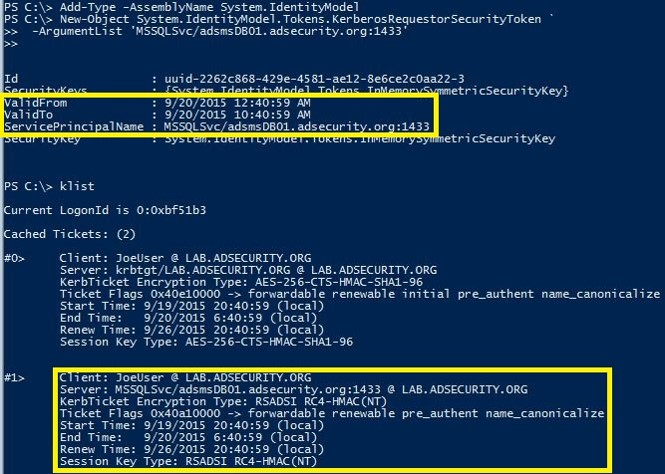 PS C:\> Add-Type -AssemblyName System.IdentityModel
PS C:\> New-Object System.IdentityModel.Tokens.KerberosRequestorSecurityToken `
>> -ArgumentList 'MSSQLSvc/adsmsDB01.adsecurity.org:1433'
>>
Id : uuid-2262c868-429e-4581-ae12-8e6ce2c0aa22-3
SecurityKeys : {System.IdentityModel.Tokens.InMemorySymmetricSecurityKey}
ValidFrom : 9/20/2015 12:40:59 AM
ValidTo : 9/20/2015 10:40:59 AM
ServicePrincipalName : MSSQLSvc/adsmsDB01.adsecurity.org:1433
SecurityKey : System.IdentityModel.Tokens.InMemorySymmetricSecurityKey
PS C:\> klist
Current LogonId is 0:0xbf51b3
Cached Tickets: (2)
#0> Client: JoeUser @ LAB.ADSECURITY.ORG
Server: krbtgt/LAB.ADSECURITY.ORG @ LAB.ADSECURITY.ORG
KerbTicket Encryption Type: AES-256-CTS-HMAC-SHA1-96
Ticket Flags 0x40e10000 -> forwardable renewable initial pre_authent name_canonicalize
Start Time: 9/19/2015 20:40:59 (local)
End Time: 9/20/2015 6:40:59 (local)
Renew Time: 9/26/2015 20:40:59 (local)
Session Key Type: AES-256-CTS-HMAC-SHA1-96
#1> Client: JoeUser @ LAB.ADSECURITY.ORG
Server: MSSQLSvc/adsmsDB01.adsecurity.org:1433 @ LAB.ADSECURITY.ORG
KerbTicket Encryption Type: RSADSI RC4-HMAC(NT)
Ticket Flags 0x40a10000 -> forwardable renewable pre_authent name_canonicalize
Start Time: 9/19/2015 20:40:59 (local)
End Time: 9/20/2015 6:40:59 (local)
Renew Time: 9/26/2015 20:40:59 (local)
Session Key Type: RSADSI RC4-HMAC(NT)